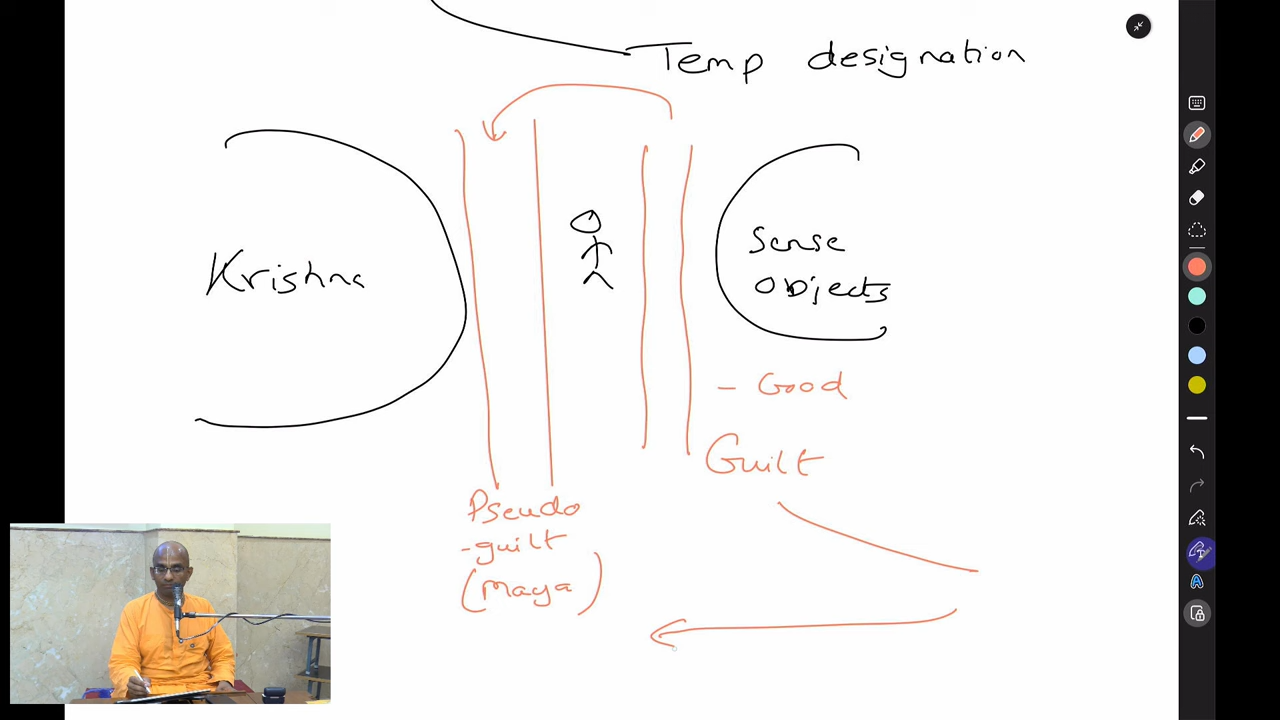 Temp designation
Krishna
Sense
Objects
- Good
Guilt
Pseudo
-guilt
(Maya)